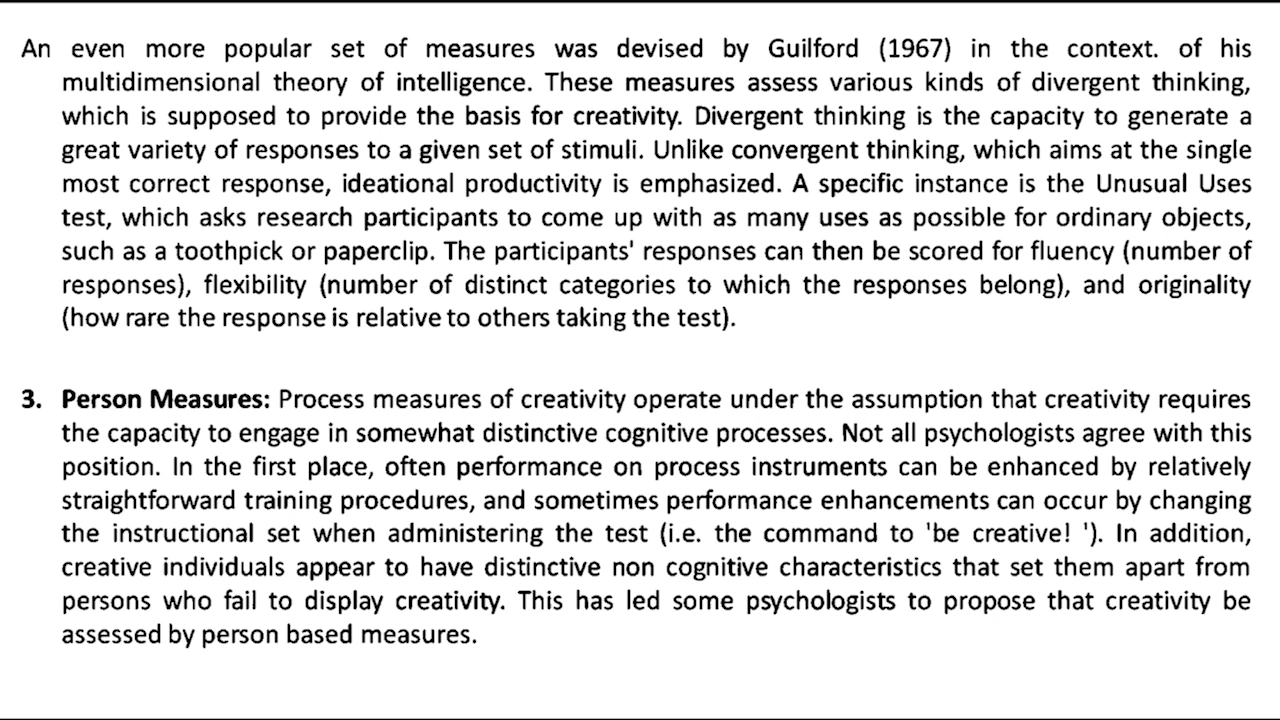 An even more popular set of measures was devised by Guilford (1967) in the context. of his
multidimensional theory of intelligence. These measures assess various kinds of divergent thinking,
which is supposed to provide the basis for creativity. Divergent thinking is the capacity to generate a
great variety of responses to a given set of stimuli. Unlike convergent thinking, which aims at the single
most correct response, ideational productivity is emphasized. A specific instance is the Unusual Uses
test, which asks research participants to come up with as many uses as possible for ordinary objects,
such as a toothpick or paperclip. The participants' responses can then be scored for fluency (number of
responses), flexibility (number of distinct categories to which the responses belong), and originality
(how rare the response is relative to others taking the test).
3. Person Measures: Process measures of creativity operate under the assumption that creativity requires
the capacity to engage in somewhat distinctive cognitive processes. Not all psychologists agree with this
position. In the first place, often performance on process instruments can be enhanced by relatively
straightforward training procedures, and sometimes performance enhancements can occur by changing
the instructional set when administering the test (i.e. the command to 'be creative! '). In addition,
creative individuals appear to have distinctive non cognitive characteristics that set them apart from
persons who fail to display creativity. This has led some psychologists to propose that creativity be
assessed by person based measures.